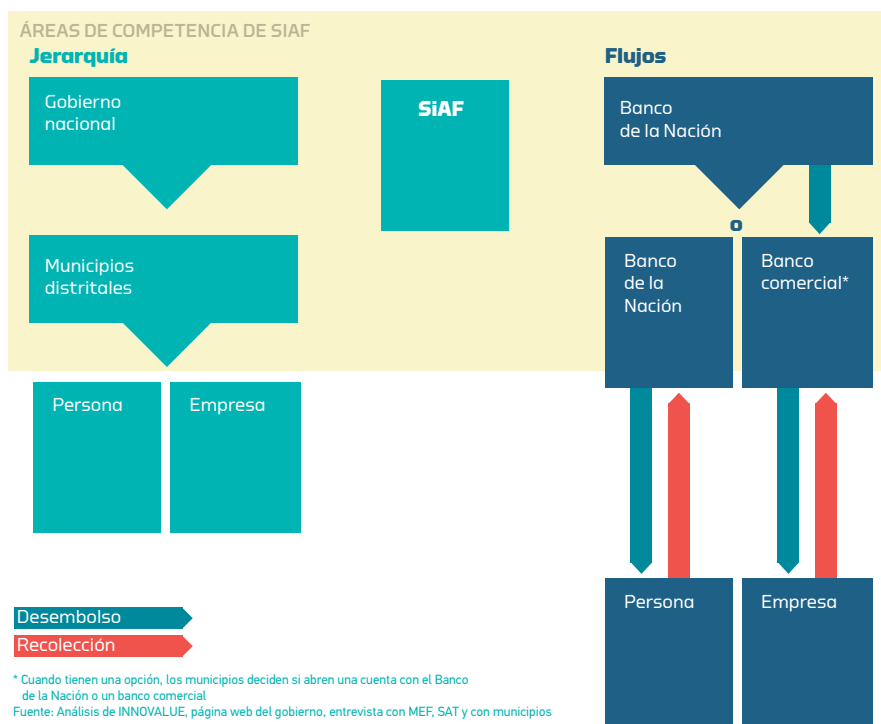 ÁREAS DE COMPETENCIA DE SIAF
Jerarquía
Flujos
Gobierno
nacional
SiAF
Banco
de la Nación
o
Municipios
distritales
Banco
de la
Nación
Banco
comercial*
Persona
Empresa
Persona
Empresa
Desembolso
Recolección
* Cuando tienen una opción, los municipios deciden si abren una cuenta con el Banco
de la Nación o un banco comercial
Fuente: Análisis de INNOVALUE, página web del gobierno, entrevista con MEF, SAT y con municipios